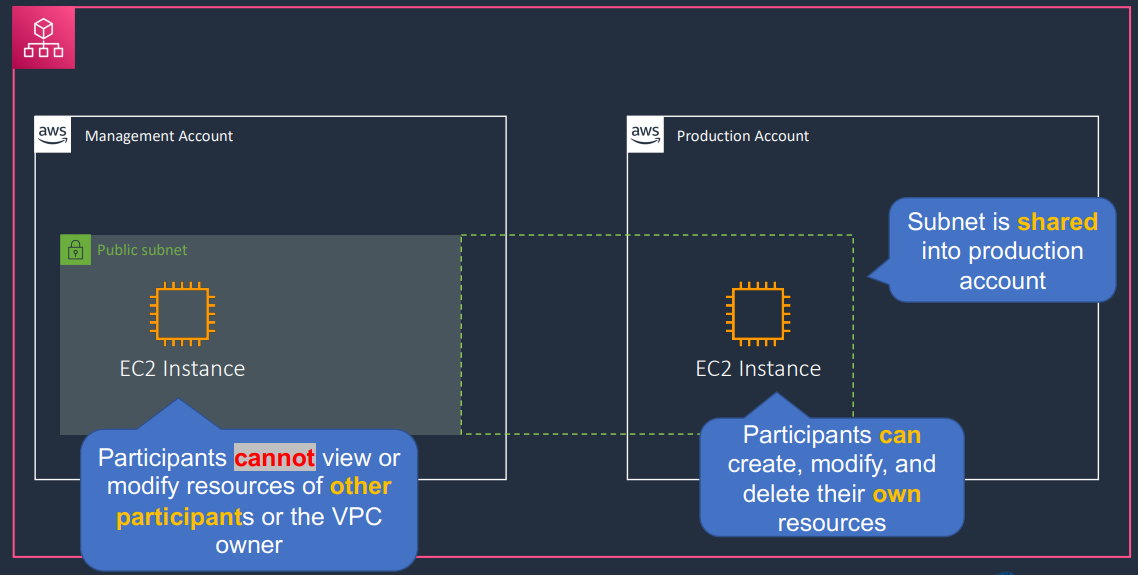 aws
Management Account
aws
Production Account
Subnet is shared
into production
account
Public subnet
EC2 Instance
EC2 Instance
Participants cannot view or
modify resources of other
participants or the VPC
owner
Participants can
create, modify, and
delete their own
resources